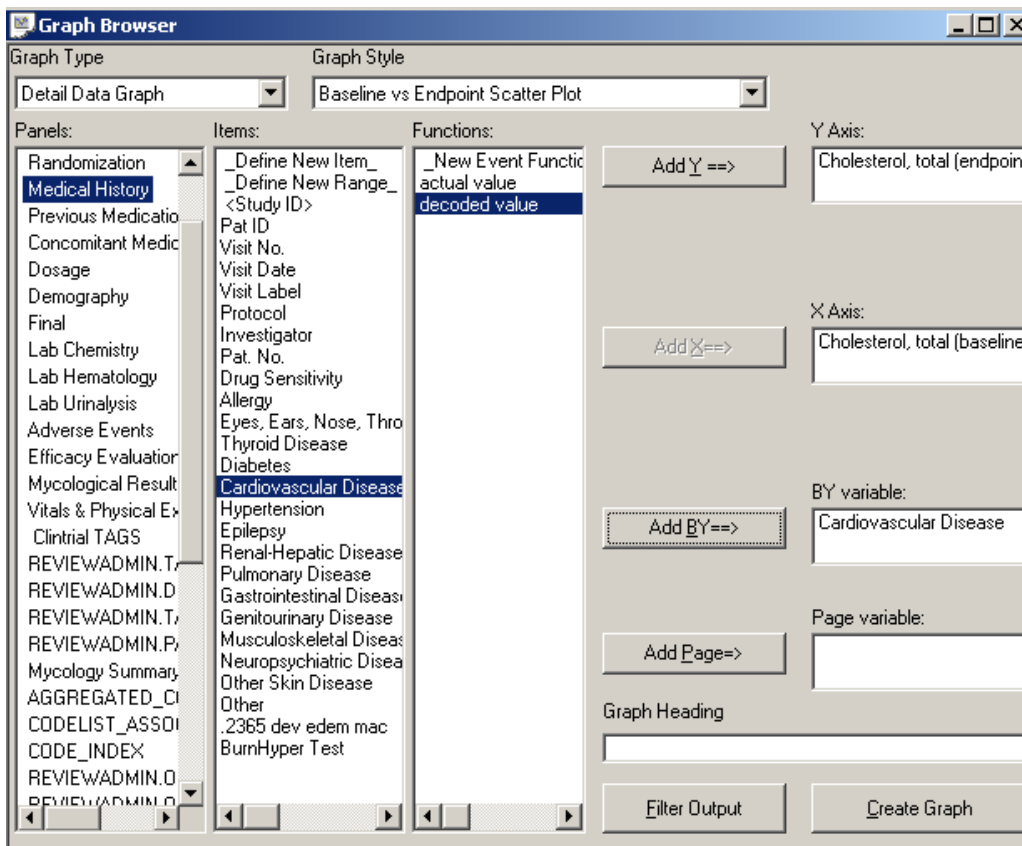 Graph Browser
Graph Type
Graph Style
Detail Data Graph
Baseline vs Endpoint Scatter Plot
Panels:
Randomization
Medical History
Previous Medicatio
Concomitant Medic
Dosage
Demography
Final
Lab Chemistry
Lab Hematology
Lab Urinalysis
Adverse Events
Efficacy Evaluation
Mycological Result
Vitals & Physical Ex
Clintrial TAGS
REVIEWADMIN.TA
REVIEWADMIN.D
REVIEWADMIN.TA
REVIEWADMIN.PA
Mycology Summary
AGGREGATED_CO
CODELIST_ASSO
CODE_INDEX
REVIEWADMIN.O
REVIEWADMIN.O
Items:
_Define New Item_
_Define New Range_
<Study ID>
Pat ID
Visit No.
Visit Date
Visit Label
Protocol
Investigator
Pat. No.
Drug Sensitivity
Allergy
Eyes, Ears, Nose, Thro
Thyroid Disease
Diabetes
Cardiovascular Disease
Hypertension
Epilepsy
Renal-Hepatic Disease
Pulmonary Disease
Gastrointestinal Diseas
Genitourinary Disease
Musculoskeletal Diseas
Neuropsychiatric Disea
Other Skin Disease
Other
.2365 dev edem mac
BurnHyper Test
Functions:
_New Event Functio
actual value
decoded value
Add Y ==>
Add X==>
Add BY==>
Add Page=>
Y Axis:
Cholesterol, total (endpoin
X Axis:
Cholesterol, total (baseline
BY variable:
Cardiovascular Disease
Page variable:
Graph Heading
Filter Output
Create Graph